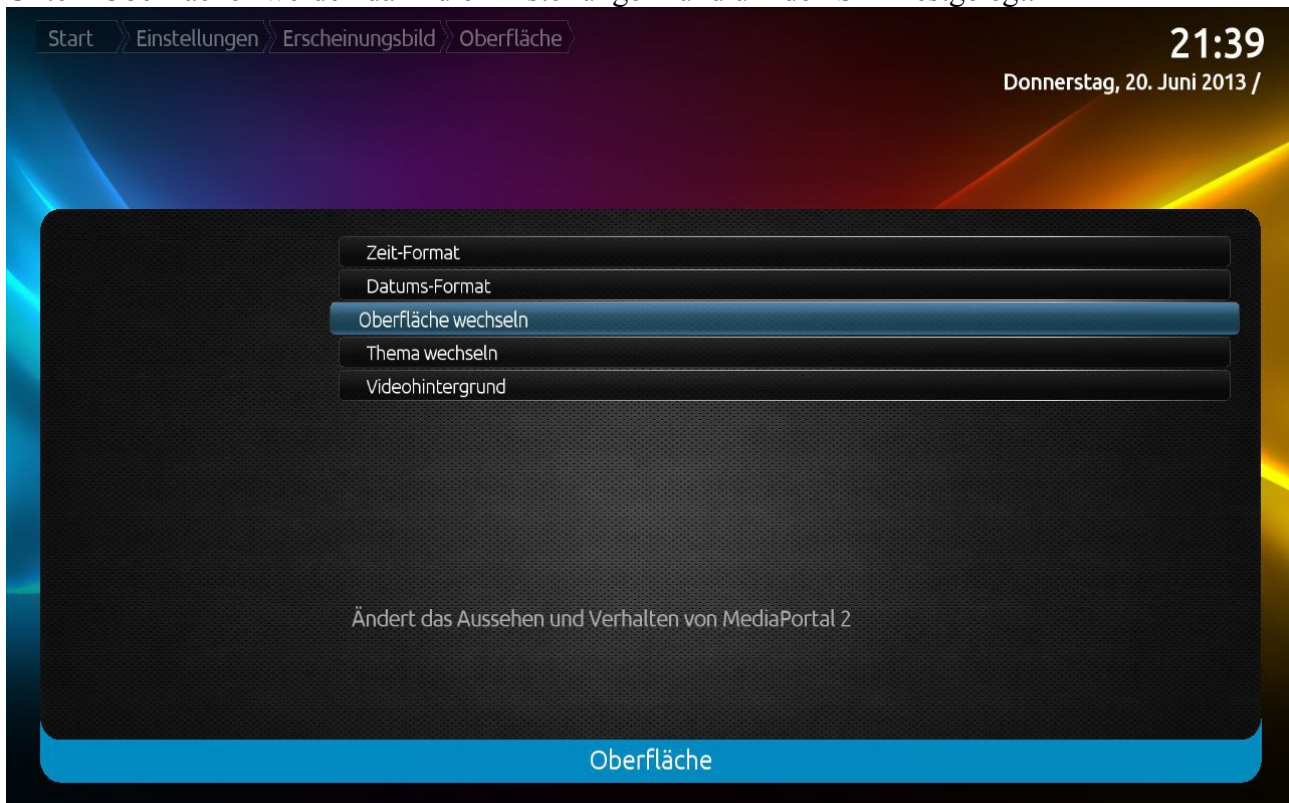 Start Einstellungen Erscheinungsbild Oberfläche
21:39
Donnerstag, 20. Juni 2013 /
Zeit-Format
Datums-Format
Oberfläche wechseln
Thema wechseln
Videohintergrund
Ändert das Aussehen und Verhalten von MediaPortal 2
Oberfläche